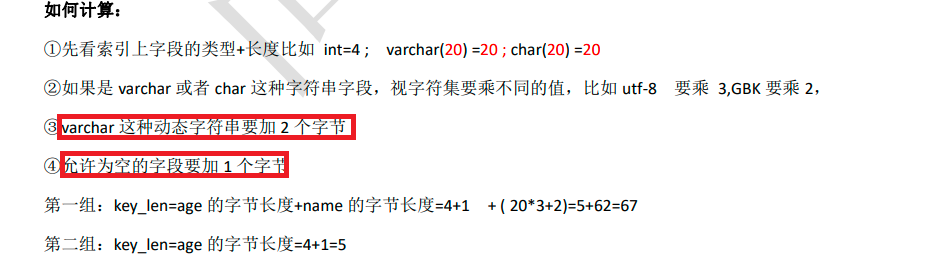 如何计算：
①先看索引上字段的类型+长度比如 int=4 ; varchar(20) =20 ; char(20) =20
②如果是 varchar 或者 char 这种字符串字段，视字符集要乘不同的值，比如 utf-8 要乘 3,GBK 要乘 2，
③varchar 这种动态字符串要加 2 个字节
④允许为空的字段要加 1 个字节
第一组：key_len=age 的字节长度+name 的字节长度=4+1 + ( 20*3+2)=5+62=67
第二组：key_len=age 的字节长度=4+1=5